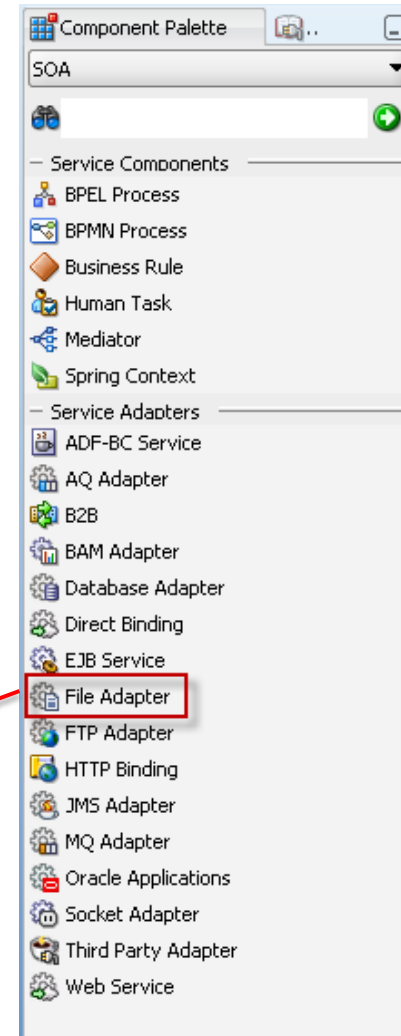 Component Palette
..
SOA
Service Components
BPEL Process
BPMN Process
Business Rule
Human Task
Mediator
Spring Context
Service Adapters
ADF-BC Service
AQ Adapter
B2B
BAM Adapter
Database Adapter
Direct Binding
EJB Service
File Adapter
FTP Adapter
HTTP Binding
JMS Adapter
MQ Adapter
Oracle Applications
Socket Adapter
Third Party Adapter
Web Service